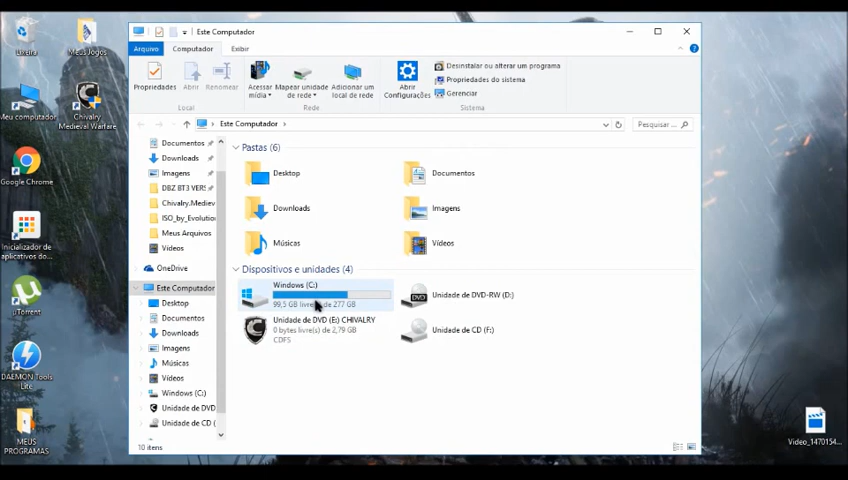 Lixeira
Meus Jogos
Meu computador
Chivalry
Medieval Warfare
Google Chrome
Inicializador de
aplicativos do...
uTorrent
DAEMON Tools
Lite
MEUS
PROGRAMAS
Este Computador
Arquivo
Computador
Exibir
Propriedades
Abrir
Renomear
Local
Acessar
mídia
Mapear unidade
de rede
Adicionar um
local de rede
Rede
Abrir
Configurações
Desinstalar ou alterar um programa
Propriedades do sistema
Gerenciar
Sistema
Este Computador
Pesquisar ...
Documentos
Downloads
Imagens
DBZ BT3 VERS
Chivalry.Mediev
ISO_by_Evolution
Meus Arquivos
Vídeos
OneDrive
Este Computador
Desktop
Documentos
Downloads
Imagens
Músicas
Vídeos
Windows (C:)
Unidade de DVD
Unidade de CD (
Pastas (6)
Desktop
Documentos
Downloads
Imagens
Músicas
Vídeos
Dispositivos e unidades (4)
Windows (C:)
99,5 GB livre(s) de 277 GB
Unidade de DVD-RW (D:)
DVD
Unidade de DVD (E:) CHIVALRY
0 bytes livre(s) de 2,79 GB
CDFS
Unidade de CD (F:)
10 itens
Video_1470154...